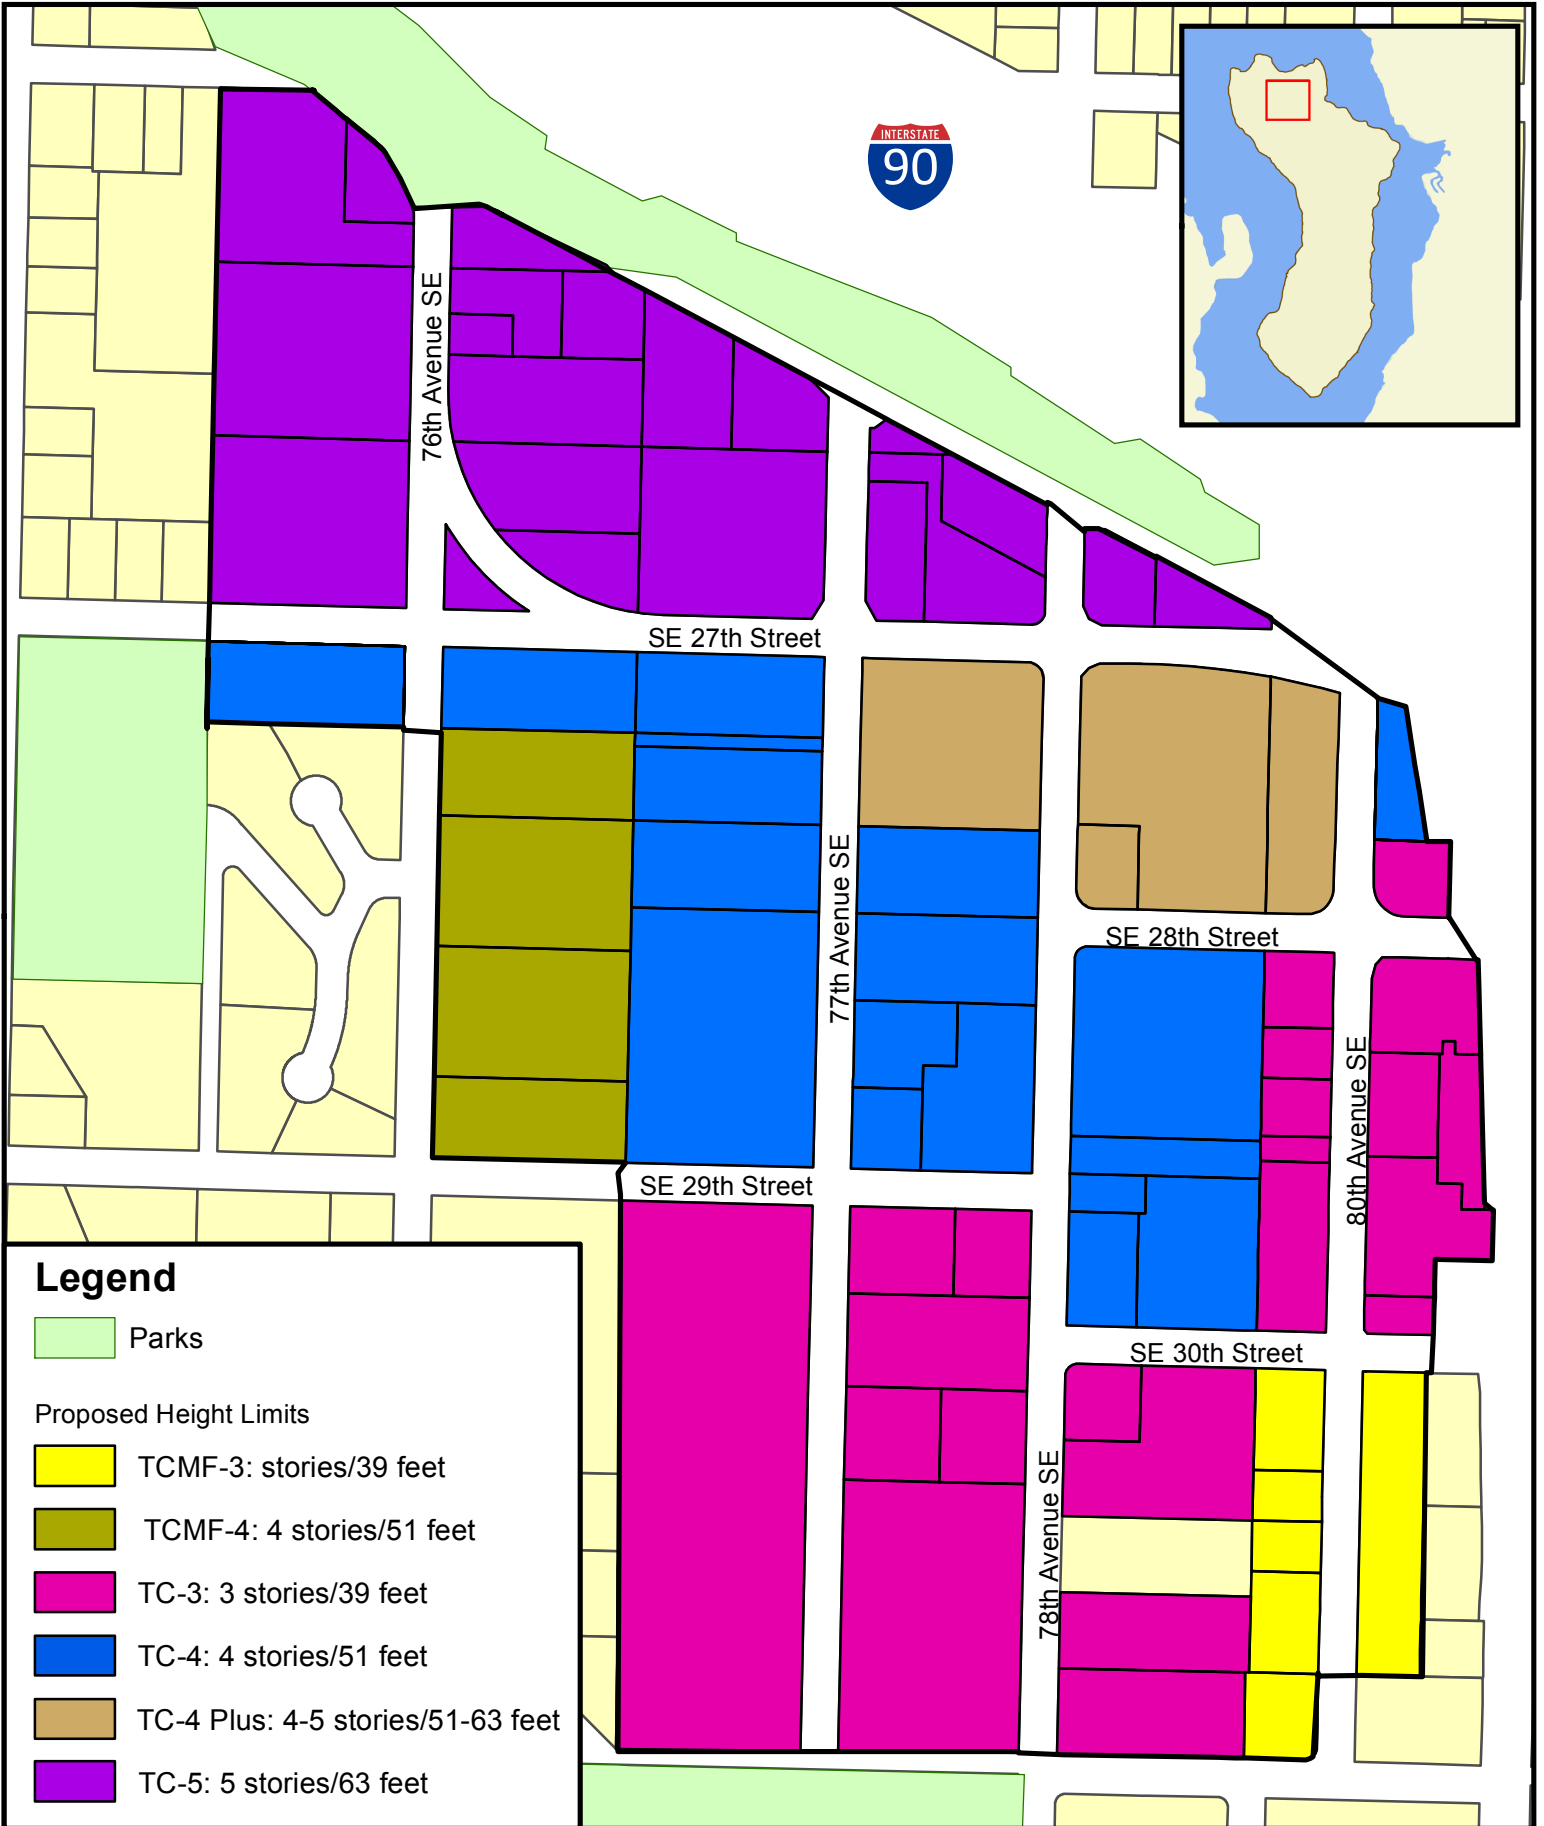 INTERSTATE
90
76th Avenue SE
SE 27th Street
77th Avenue SE
SE 28th Street
80th Avenue SE
SE 29th Street
SE 30th Street
78th Avenue SE
Legend
Parks
Proposed Height Limits
TCMF-3: stories/39 feet
TCMF-4: 4 stories/51 feet
TC-3: 3 stories/39 feet
TC-4: 4 stories/51 feet
TC-4 Plus: 4-5 stories/51-63 feet
TC-5: 5 stories/63 feet